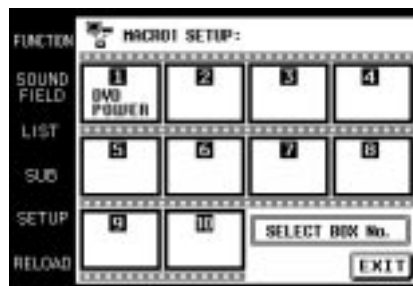 FUNCTION
SOUND
FIELD
LIST
SUB
SETUP
RELOAD
MACRO1 SETUP:
1 2 3 4
DVD
POWER
5 6 7 8
9 10
SELECT BOX No.
EXIT